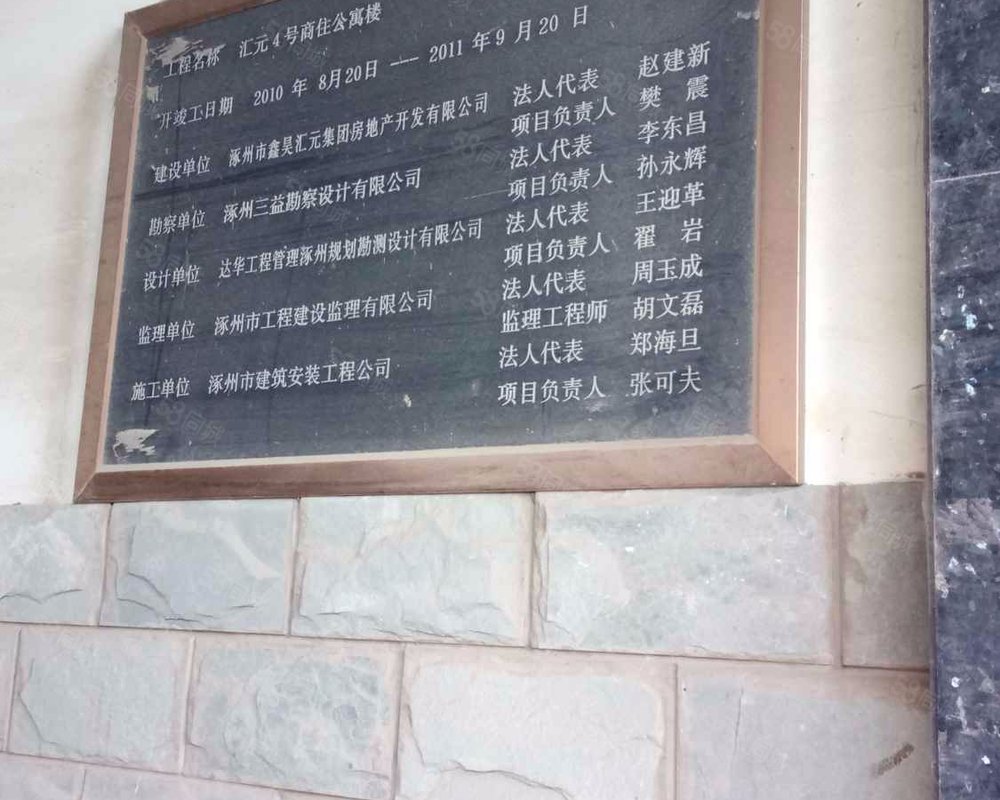 工程名称 汇元4号商住公寓楼
开竣工日期 2010 年 8月20日 — 2011 年9 月20 日
建设单位 涿州市鑫昊汇元集团房地产开发有限公司 法人代表 赵建新
项目负责人 樊 震
勘察单位 涿州三益勘察设计有限公司 法人代表 李东昌
项目负责人 孙永辉
设计单位 达华工程管理涿州规划勘测设计有限公司 法人代表 王迎革
项目负责人 翟 岩
监理单位 涿州市工程建设监理有限公司 法人代表 周玉成
监理工程师 胡文磊
施工单位 涿州市建筑安装工程公司 法人代表 郑海旦
项目负责人 张可夫